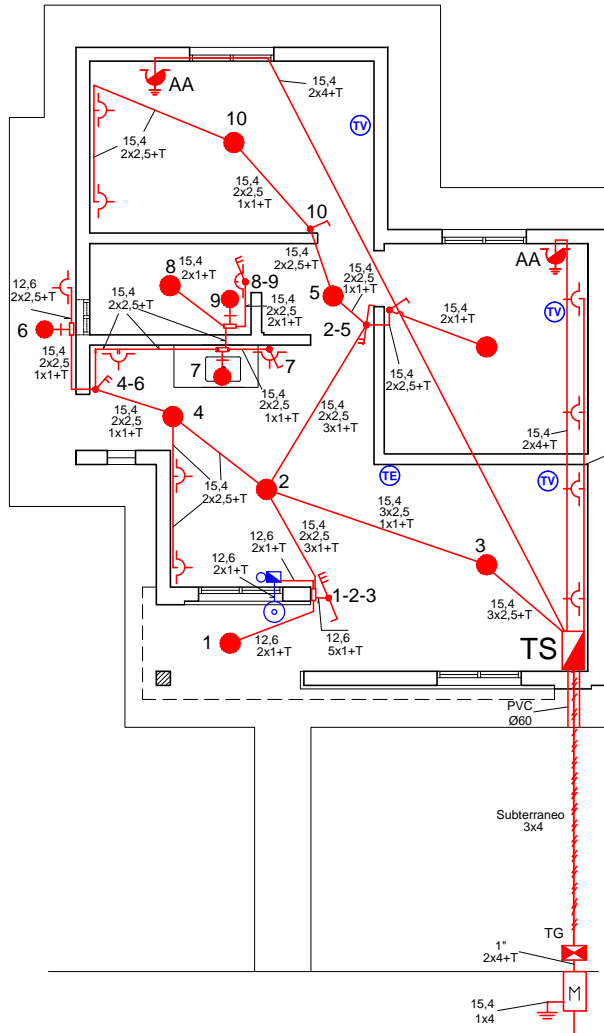 15,4
2x4+T
AA
TV
10
15,4
2x2,5+T
15,4
2x2,5
1x1+T
10
15,4
2x2,5+T
AA
8
15,4
2x1+T
8-9
9
15,4
2x2,5
2x1+T
5
15,4
2x2,5
1x1+T
2-5
15,4
2x1+T
TV
12,6
2x2,5+T
6
15,4
2x2,5+T
15,4
2x2,5
1x1+T
15,4
2x2,5+T
7
7
15,4
2x2,5
1x1+T
4-6
15,4
2x2,5
1x1+T
4
15,4
2x2,5
3x1+T
15,4
2x4+T
15,4
2x2,5+T
TE
TV
2
15,4
3x2,5
1x1+T
15,4
2x2,5
3x1+T
12,6
2x1+T
12,6
2x1+T
3
15,4
3x2,5+T
1-2-3
1
12,6
2x1+T
12,6
5x1+T
TS
PVC
Ø60
Subterraneo
3x4
TG
1"
2x4+T
M
15,4
1x4